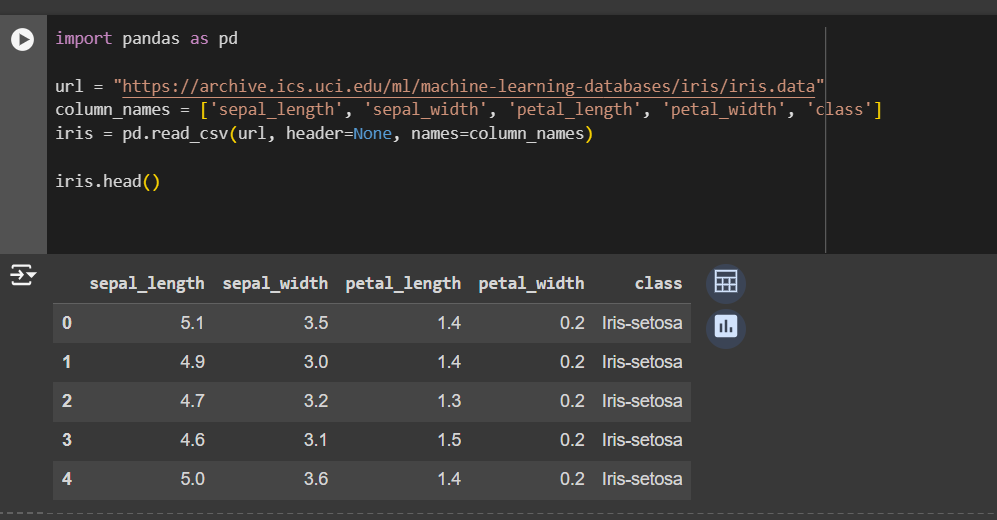 import pandas as pd
url = "https://archive.ics.uci.edu/ml/machine-learning-databases/iris/iris.data"
column_names = ['sepal_length', 'sepal_width', 'petal_length', 'petal_width', 'class']
iris = pd.read_csv(url, header=None, names=column_names)
iris.head()
sepal_length sepal_width petal_length petal_width class
0 5.1 3.5 1.4 0.2 Iris-setosa
1 4.9 3.0 1.4 0.2 Iris-setosa
2 4.7 3.2 1.3 0.2 Iris-setosa
3 4.6 3.1 1.5 0.2 Iris-setosa
4 5.0 3.6 1.4 0.2 Iris-setosa